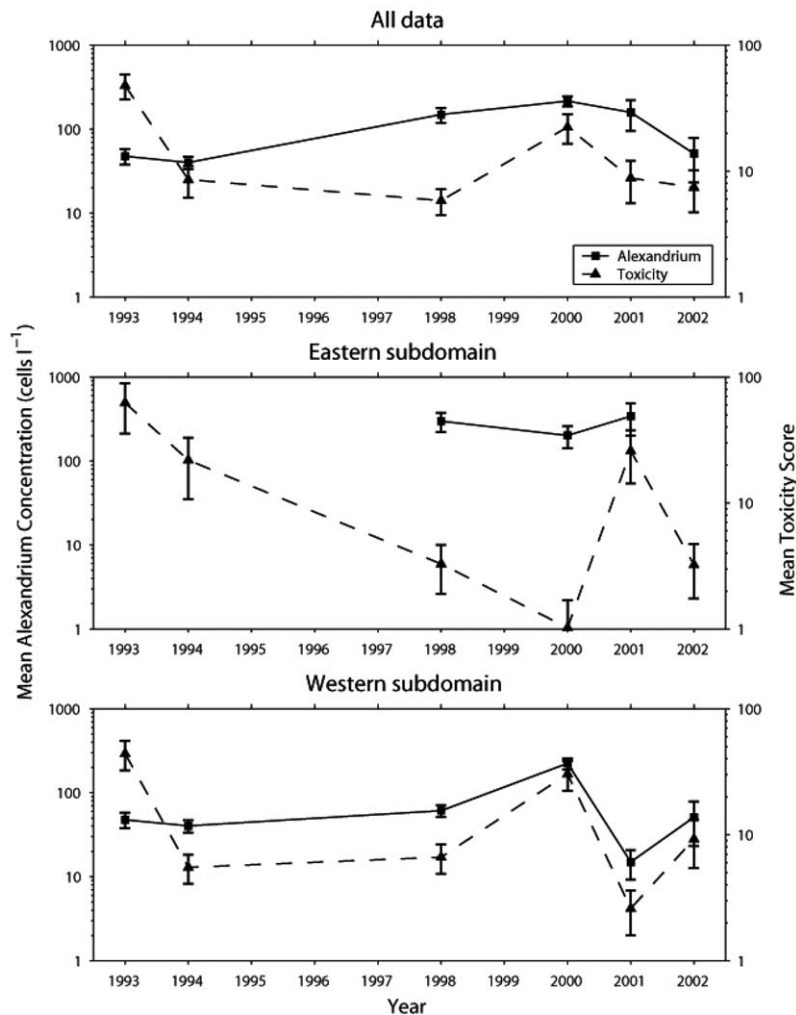 All data
1000
100
10
1
100
10
1
Alexandrium
Toxicity
1993 1994 1995 1996 1997 1998 1999 2000 2001 2002
Eastern subdomain
1000
100
10
1
100
10
1
1993 1994 1995 1996 1997 1998 1999 2000 2001 2002
Western subdomain
1000
100
10
1
100
10
1
1993 1994 1995 1996 1997 1998 1999 2000 2001 2002
Year
Mean Alexandrium Concentration (cells l⁻¹)
Mean Toxicity Score